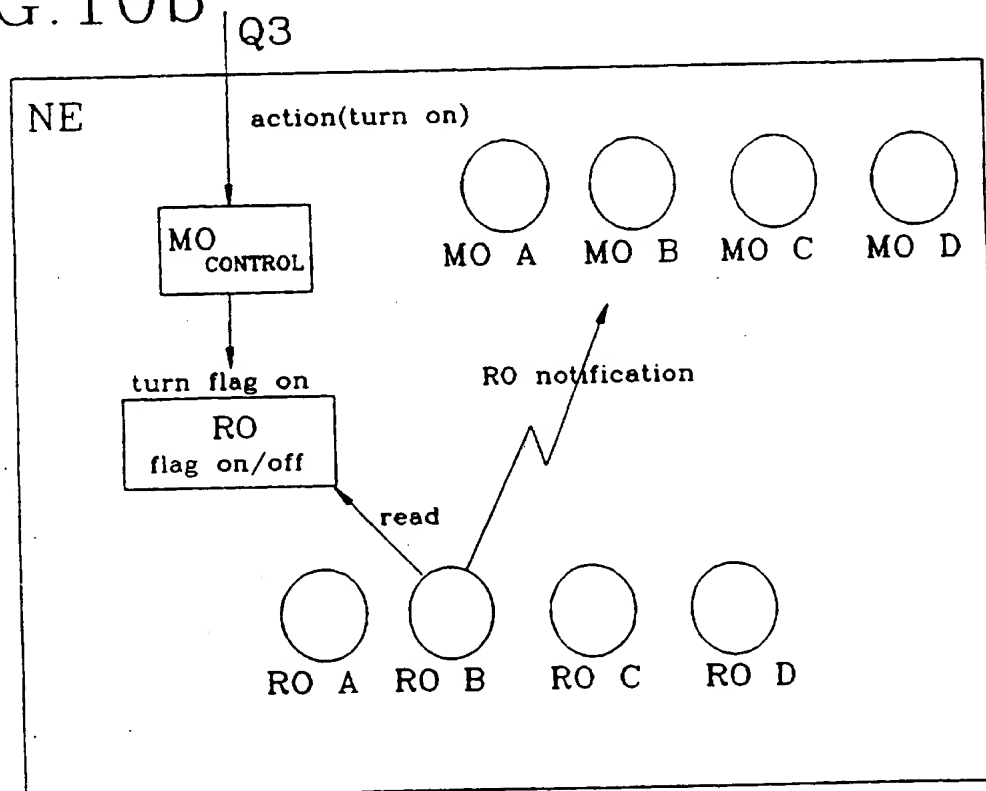 G.10b
Q3
NE
action(turn on)
MO CONTROL
MO A MO B MO C MO D
RO notification
turn flag on
RO
flag on/off
read
RO A RO B RO C RO D